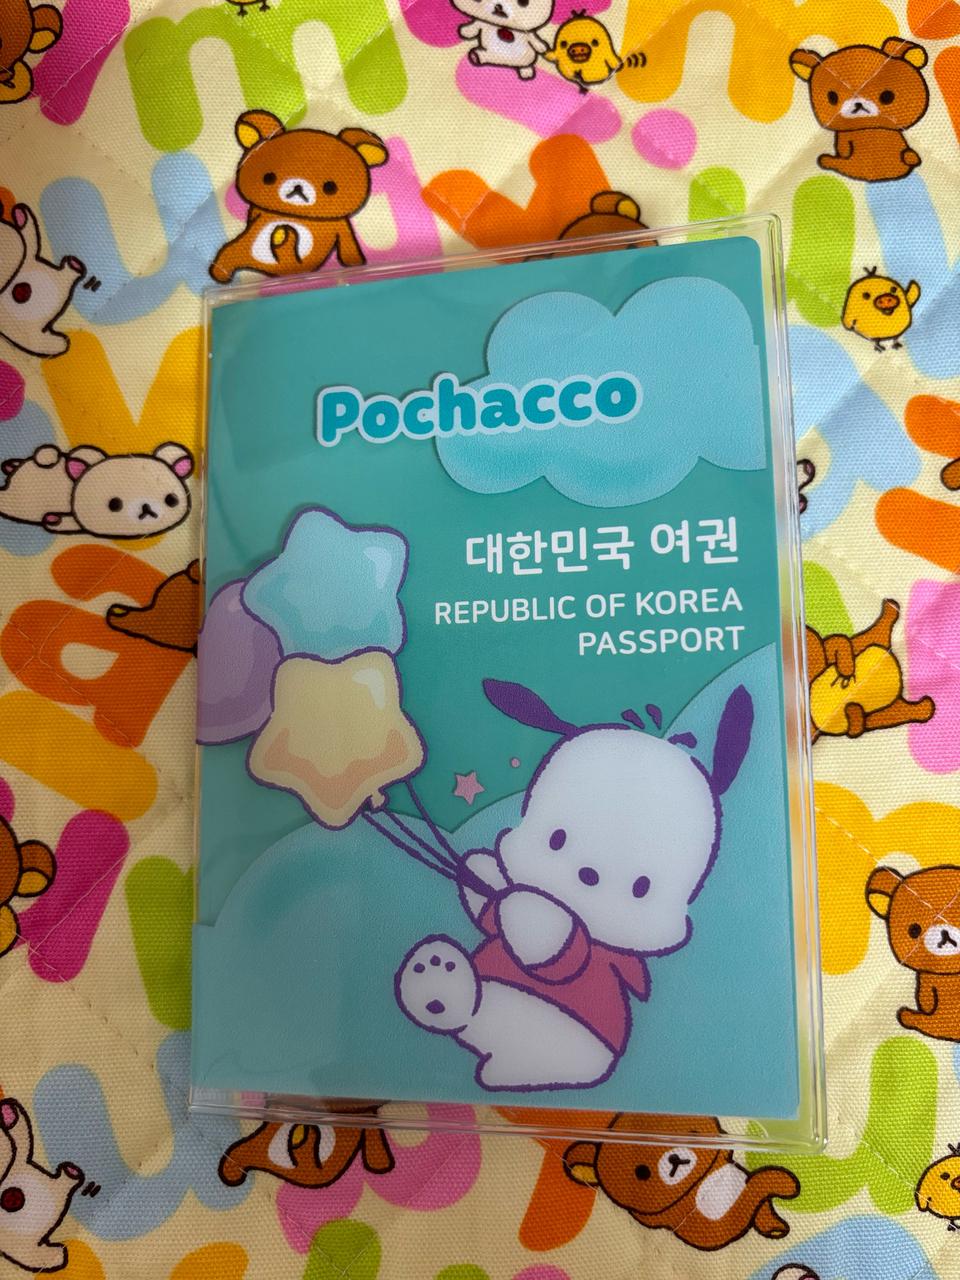 Pochacco
대한민국 여권
REPUBLIC OF KOREA
PASSPORT